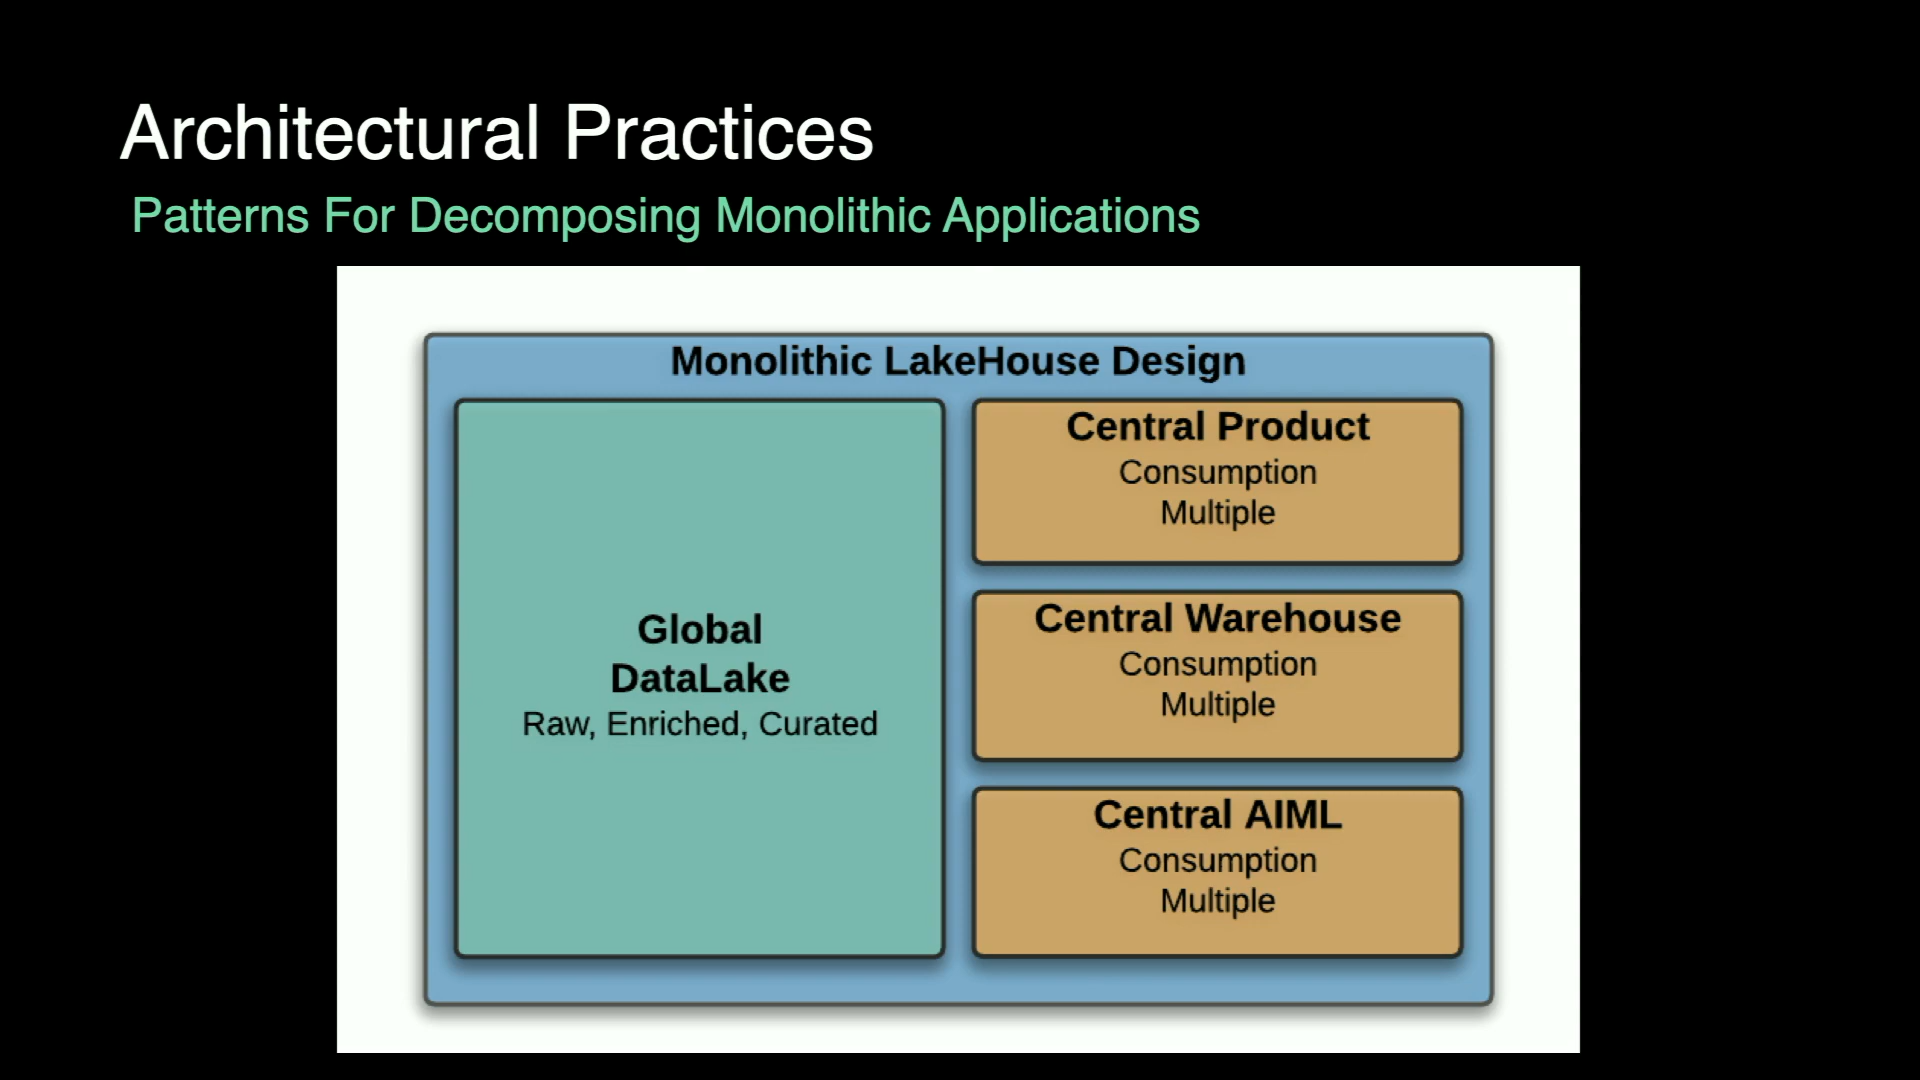 Architectural Practices
Patterns For Decomposing Monolithic Applications
Monolithic LakeHouse Design
Global
DataLake
Raw, Enriched, Curated
Central Product
Consumption
Multiple
Central Warehouse
Consumption
Multiple
Central AIML
Consumption
Multiple